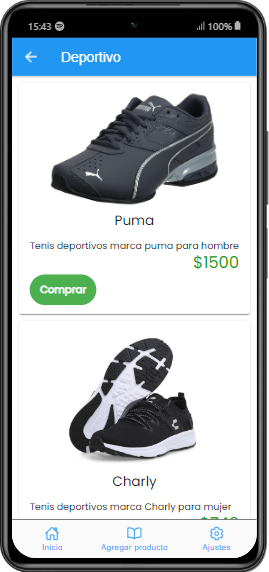 15:43
100%
Deportivo
Puma
Tenis deportivos marca puma para hombre
$1500
Comprar
Charly
Tenis deportivos marca Charly para mujer
Inicio
Agregar producto
Ajustes